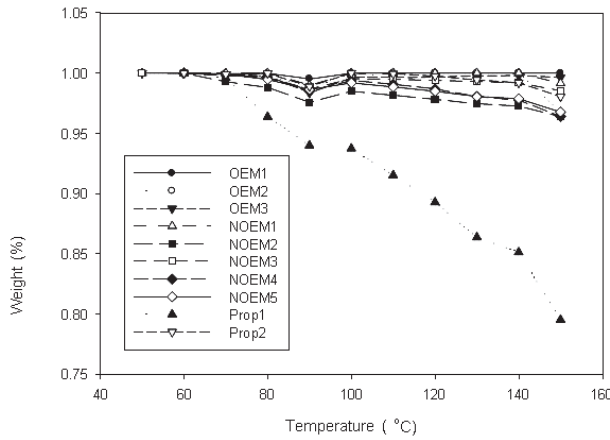 1.05
1.00
0.95
0.90
0.85
0.80
0.75
Weight (%)
OEM1
OEM2
OEM3
NOEM1
NOEM2
NOEM3
NOEM4
NOEM5
Prop1
Prop2
40 60 80 100 120 140 160
Temperature ( °C)